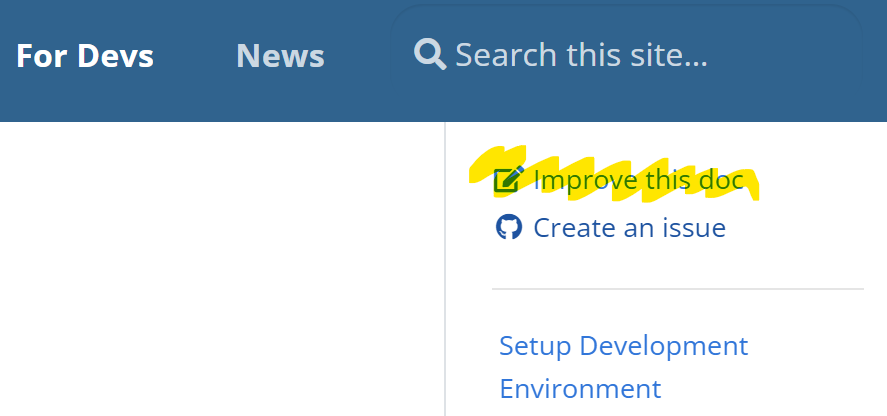 For Devs News Search this site...
Improve this doc
Create an issue
Setup Development
Environment